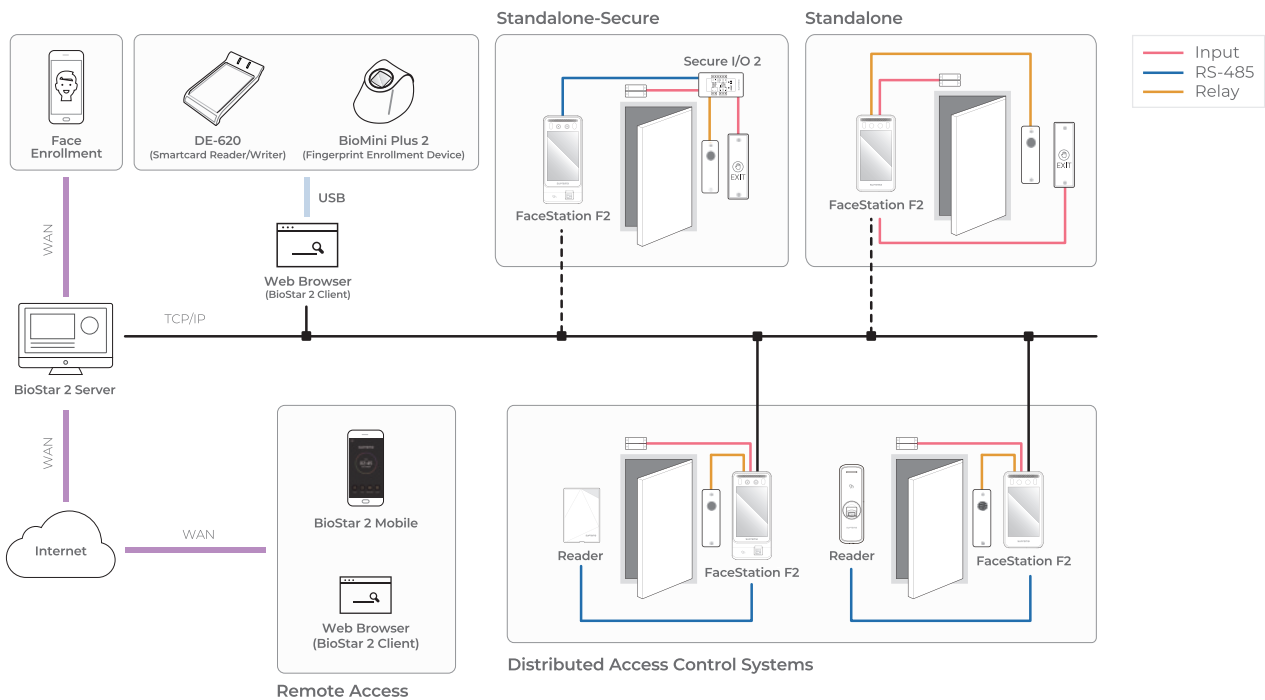 Standalone-Secure
Standalone
Input
RS-485
Relay
Face
Enrollment
DE-620
(Smartcard Reader/Writer)
BioMini Plus 2
(Fingerprint Enrollment Device)
Secure I/O 2
EXIT
FaceStation F2
EXIT
FaceStation F2
WAN
USB
Web Browser
(BioStar 2 Client)
TCP/IP
BioStar 2 Server
WAN
Internet
WAN
BioStar 2 Mobile
Web Browser
(BioStar 2 Client)
Remote Access
Reader
FaceStation F2
Reader
FaceStation F2
Distributed Access Control Systems